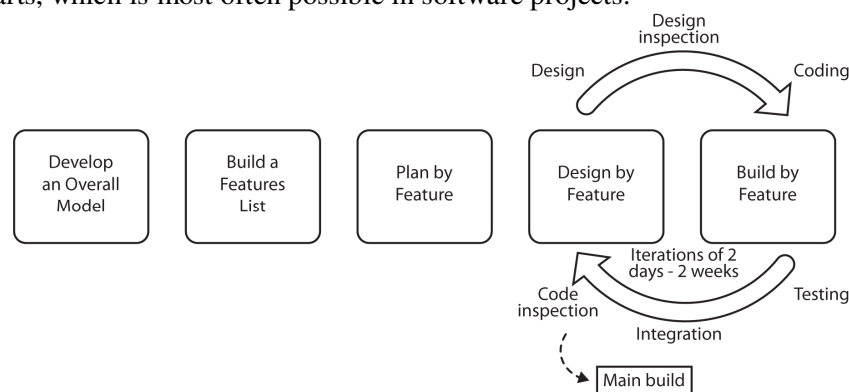 which is most often possible in software projects.
Design
inspection
Design
Coding
Develop
an Overall
Model
Build a
Features
List
Plan by
Feature
Design by
Feature
Build by
Feature
Iterations of 2
days - 2 weeks
Code
inspection
Testing
Integration
Main build